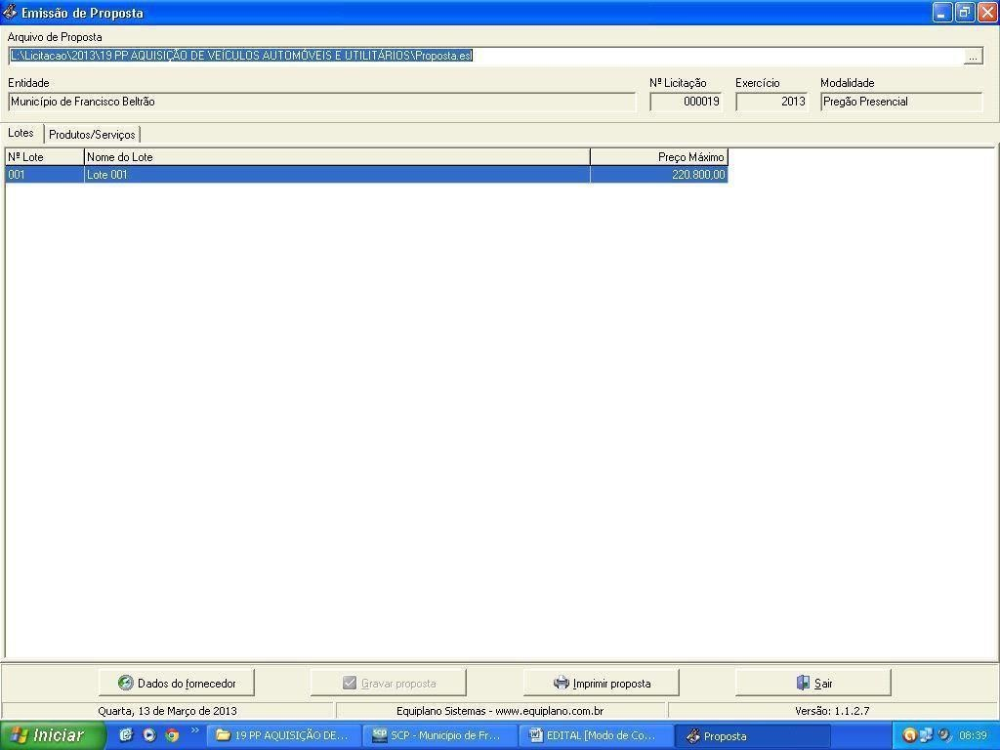 Emissão de Proposta
Arquivo de Proposta
L:\Licitacao\2013\19 PP AQUISIÇÃO DE VEÍCULOS AUTOMÓVEIS E UTILITÁRIOS\Proposta.esl
...
Entidade Nº Licitação Exercício Modalidade
Município de Francisco Beltrão 000019 2013 Pregão Presencial
Lotes Produtos/Serviços
Nº Lote Nome do Lote Preço Máximo
001 Lote 001 220.800,00
Dados do fornecedor Gravar proposta Imprimir proposta Sair
Quarta, 13 de Março de 2013 Equiplano Sistemas - www.equiplano.com.br Versão: 1.1.2.7
Iniciar » 19 PP AQUISIÇÃO DE... SCP - Município de Fr... EDITAL [Modo de Co... Proposta 08:39